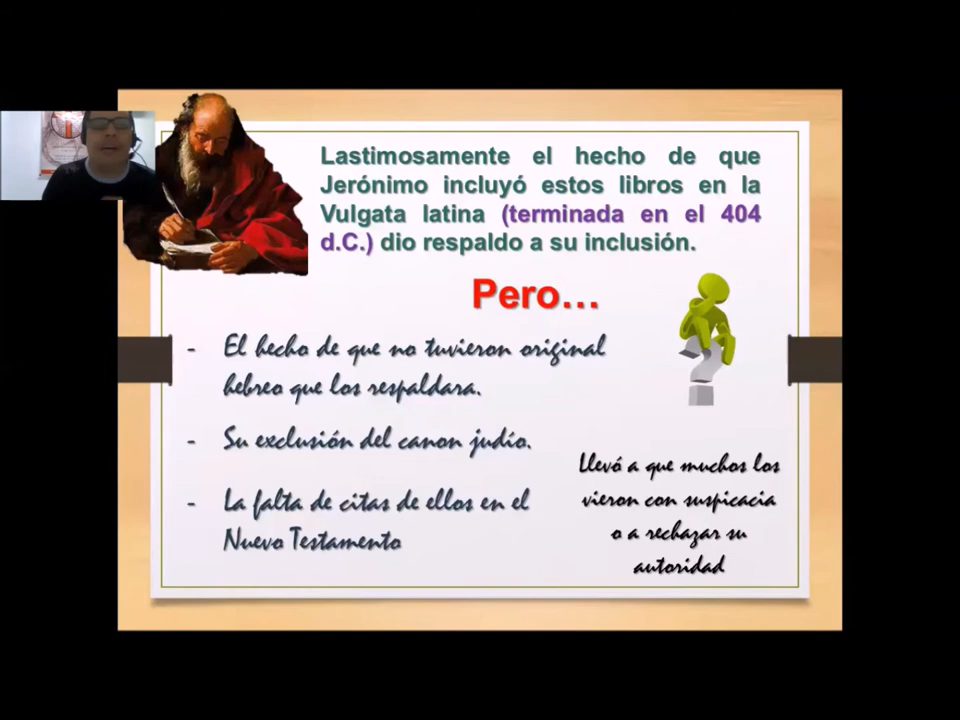 Lastimosamente el hecho de que
Jerónimo incluyó estos libros en la
Vulgata latina (terminada en el 404
d.C.) dio respaldo a su inclusión.
Pero...
- El hecho de que no tuvieron original
hebreo que los respaldara.
- Su exclusión del canon judío.
- La falta de citas de ellos en el
Nuevo Testamento
Llevó a que muchos los
vieron con suspicacia
o a rechazar su
autoridad